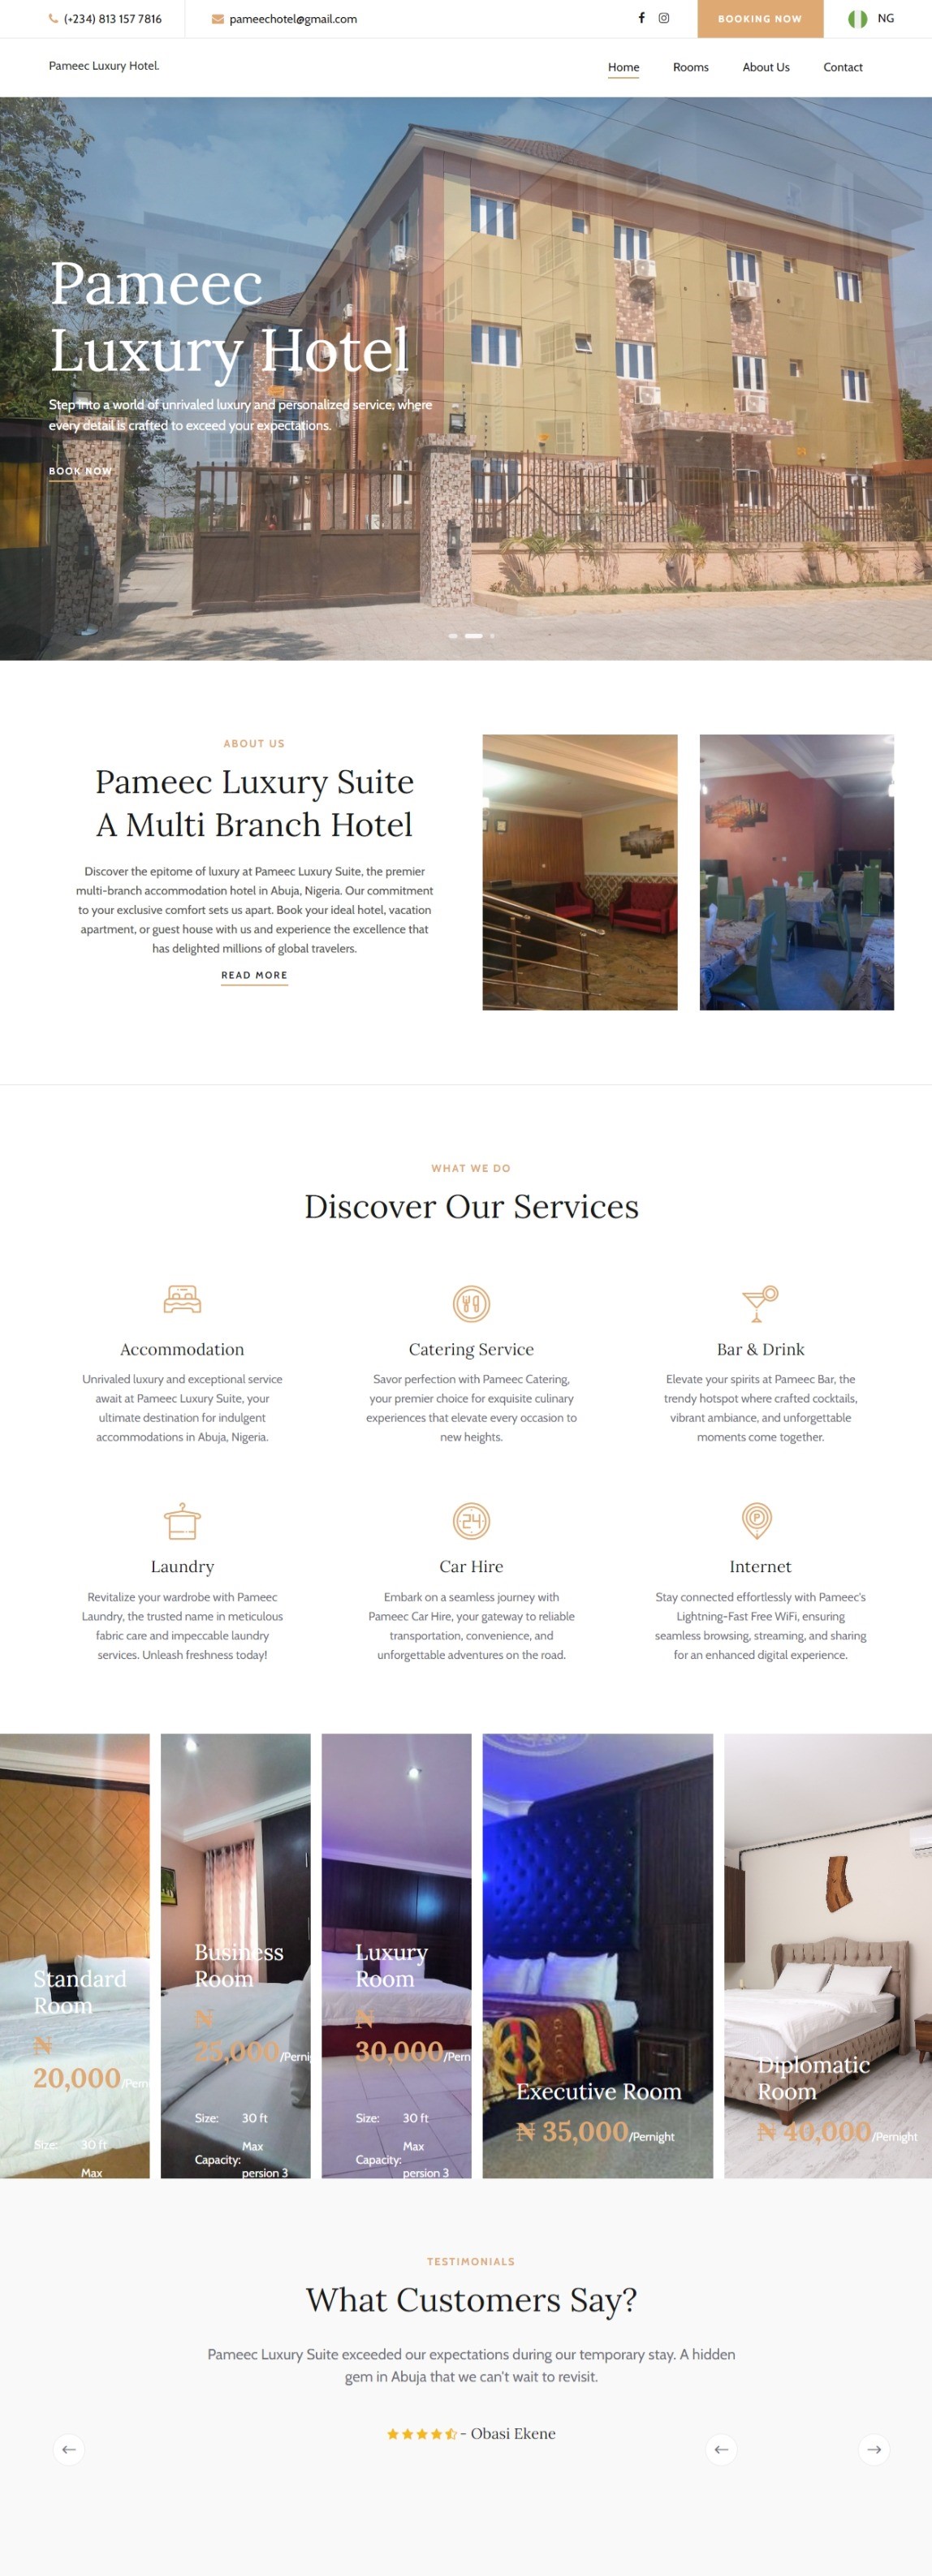 (+234) 813 157 7816
pameechotel@gmail.com
BOOKING NOW
NG
Pameec Luxury Hotel.
Home
Rooms
About Us
Contact
Pameec
Luxury Hotel
Step into a world of unrivaled luxury and personalized service, where
every detail is crafted to exceed your expectations.
BOOK NOW
ABOUT US
Pameec Luxury Suite
A Multi Branch Hotel
Discover the epitome of luxury at Pameec Luxury Suite, the premier
multi-branch accommodation hotel in Abuja, Nigeria. Our commitment
to your exclusive comfort sets us apart. Book your ideal hotel, vacation
apartment, or guest house with us and experience the excellence that
has delighted millions of global travelers.
READ MORE
WHAT WE DO
Discover Our Services
Accommodation
Unrivaled luxury and exceptional service
await at Pameec Luxury Suite, your
ultimate destination for indulgent
accommodations in Abuja, Nigeria.
Catering Service
Savor perfection with Pameec Catering,
your premier choice for exquisite culinary
experiences that elevate every occasion to
new heights.
Bar & Drink
Elevate your spirits at Pameec Bar, the
trendy hotspot where crafted cocktails,
vibrant ambiance, and unforgettable
moments come together.
Laundry
Revitalize your wardrobe with Pameec
Laundry, the trusted name in meticulous
fabric care and impeccable laundry
services. Unleash freshness today!
24
Car Hire
Embark on a seamless journey with
Pameec Car Hire, your gateway to reliable
transportation, convenience, and
unforgettable adventures on the road.
P
Internet
Stay connected effortlessly with Pameec's
Lightning-Fast Free WiFi, ensuring
seamless browsing, streaming, and sharing
for an enhanced digital experience.
Standard
Room
₦
20,000/Pern
Size: 30 ft
Max
Business
Room
₦
25,000/Pernig
Size: 30 ft
Max
Capacity:
persion 3
Luxury
Room
₦
30,000/Pern
Size: 30 ft
Max
Capacity:
persion 3
Executive Room
₦ 35,000/Pernight
Diplomatic
Room
₦ 40,000/Pernight
TESTIMONIALS
What Customers Say?
Pameec Luxury Suite exceeded our expectations during our temporary stay. A hidden
gem in Abuja that we can't wait to revisit.
- Obasi Ekene